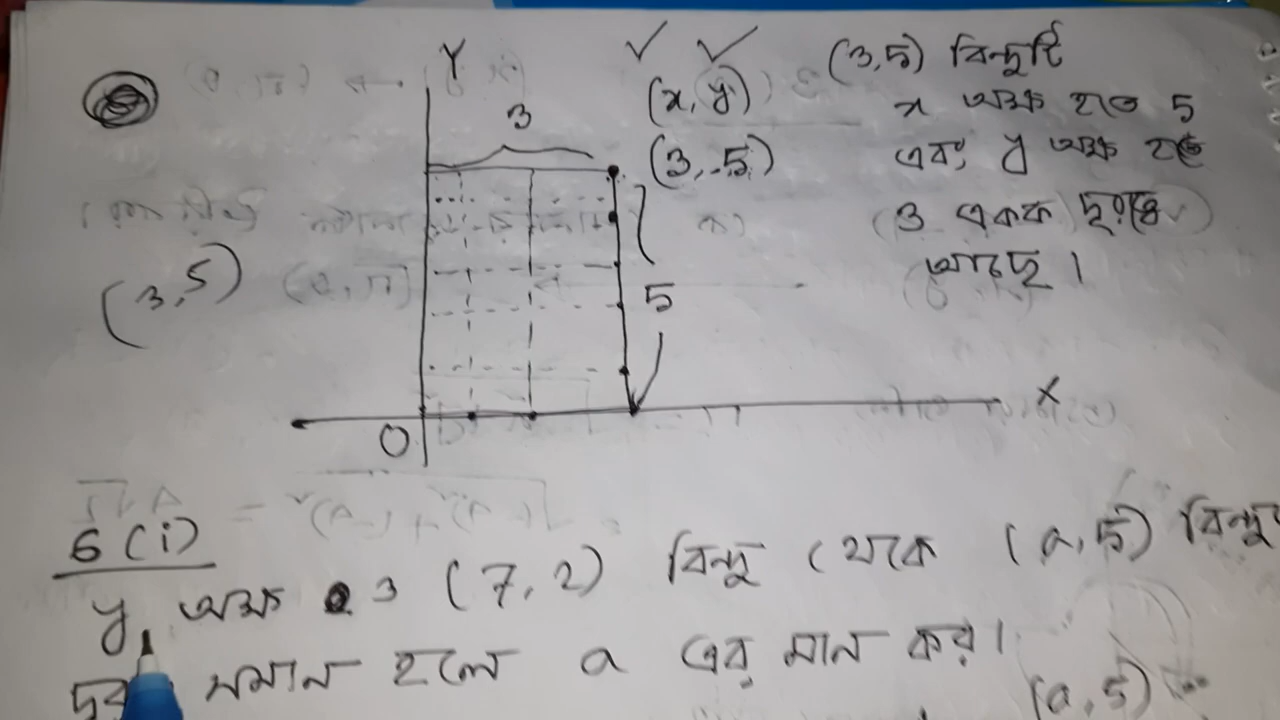 Y
3
(x, y)
(3, 5)
(3,5) বিন্দুটি
x অক্ষ হতে 5
এবং y অক্ষ হতে
3 একক দূরত্বে
আছে।
(3,5)
5
X
O
6 (i)
y অক্ষ ও (7,2) বিন্দু থেকে (a,5) বিন্দুর
সমান হলে a এর মান কর।
(a,5)